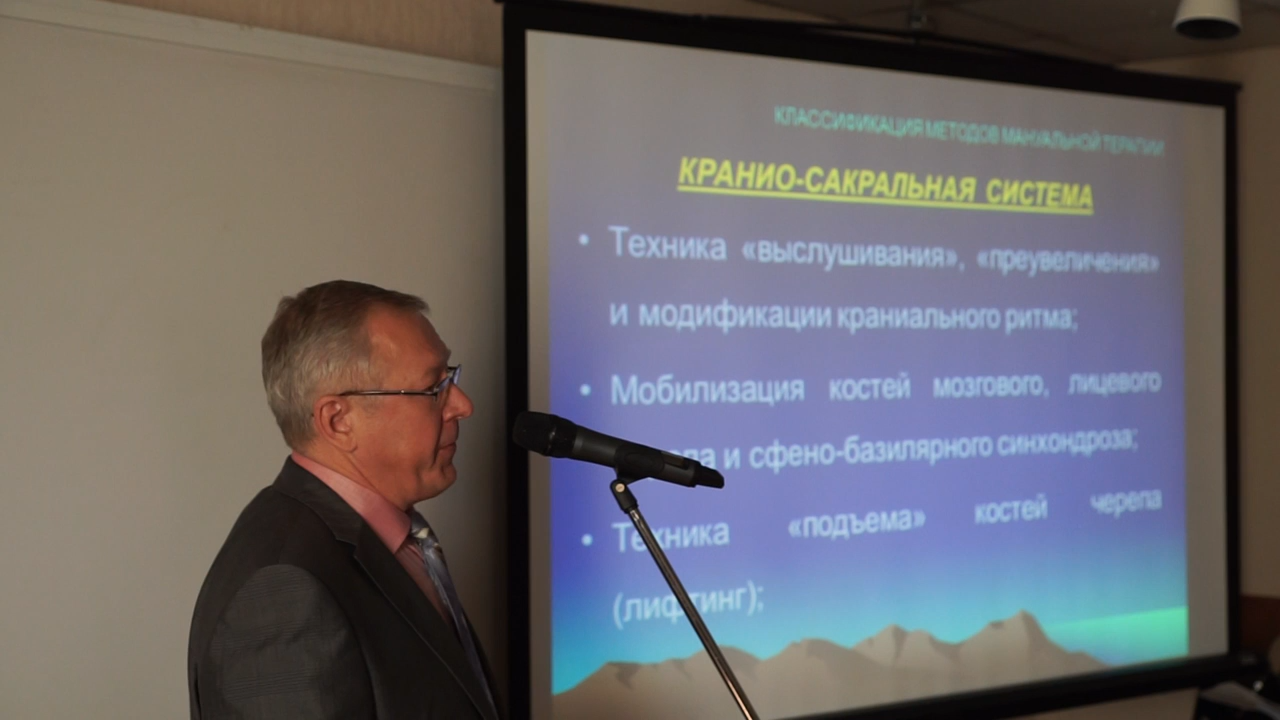 КЛАССИФИКАЦИЯ МЕТОДОВ МАНУАЛЬНОЙ ТЕРАПИИ
КРАНИО-САКРАЛЬНАЯ СИСТЕМА
• Техника «выслушивания», «преувеличения»
и модификации краниального ритма;
• Мобилизация костей мозгового, лицевого
и сфено-базилярного синхондроза;
• Техника «подъема» костей черепа
(лифтинг);